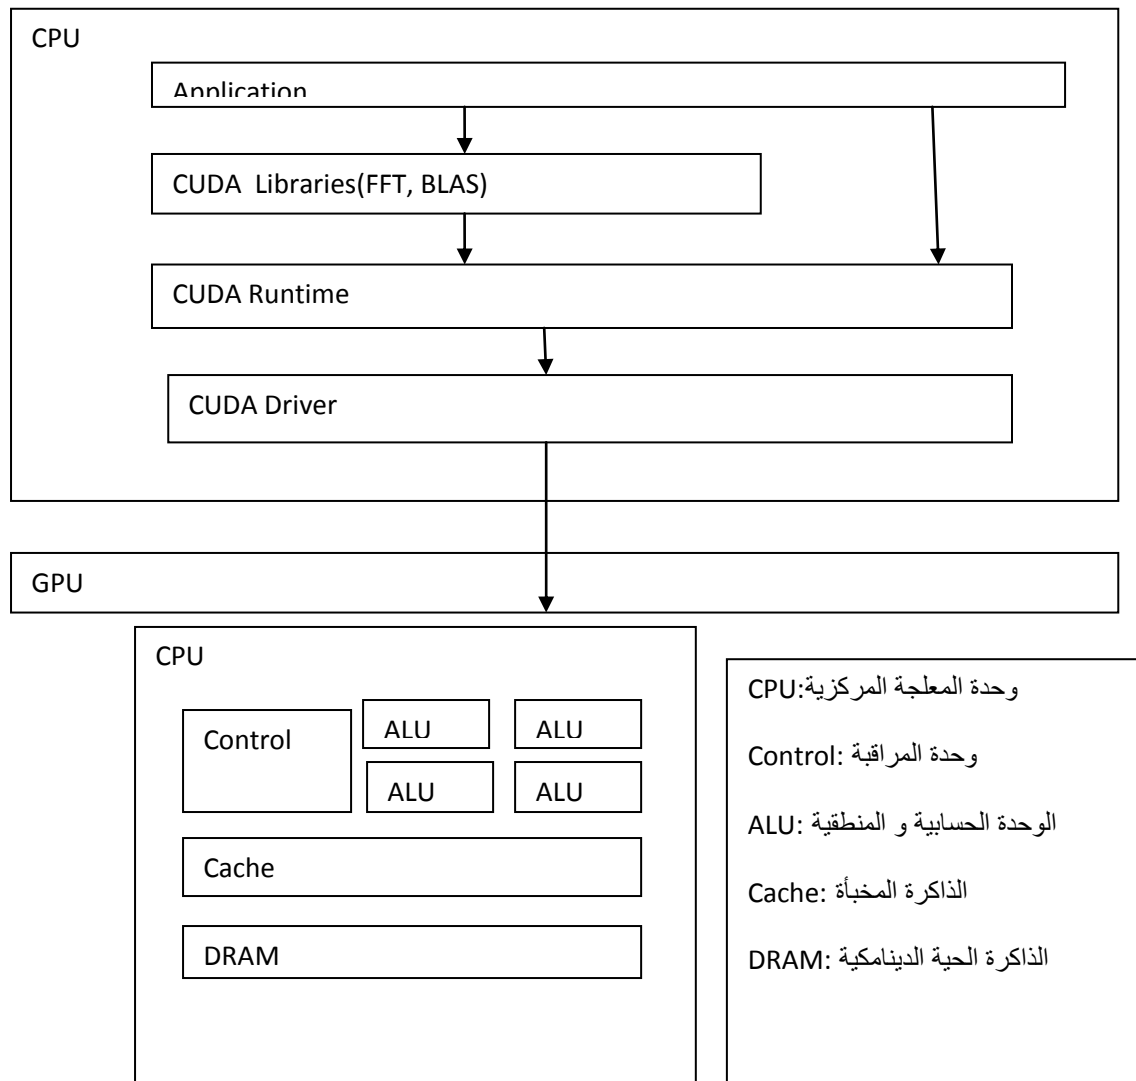 CPU
Application
CUDA Libraries(FFT, BLAS)
CUDA Runtime
CUDA Driver
GPU
CPU
Control
ALU
ALU
ALU
ALU
Cache
DRAM
CPU:وحدة المعلجة المركزية
Control: وحدة المراقبة
ALU: الوحدة الحسابية و المنطقية
Cache: الذاكرة المخبأة
DRAM: الذاكرة الحية الدينامكية